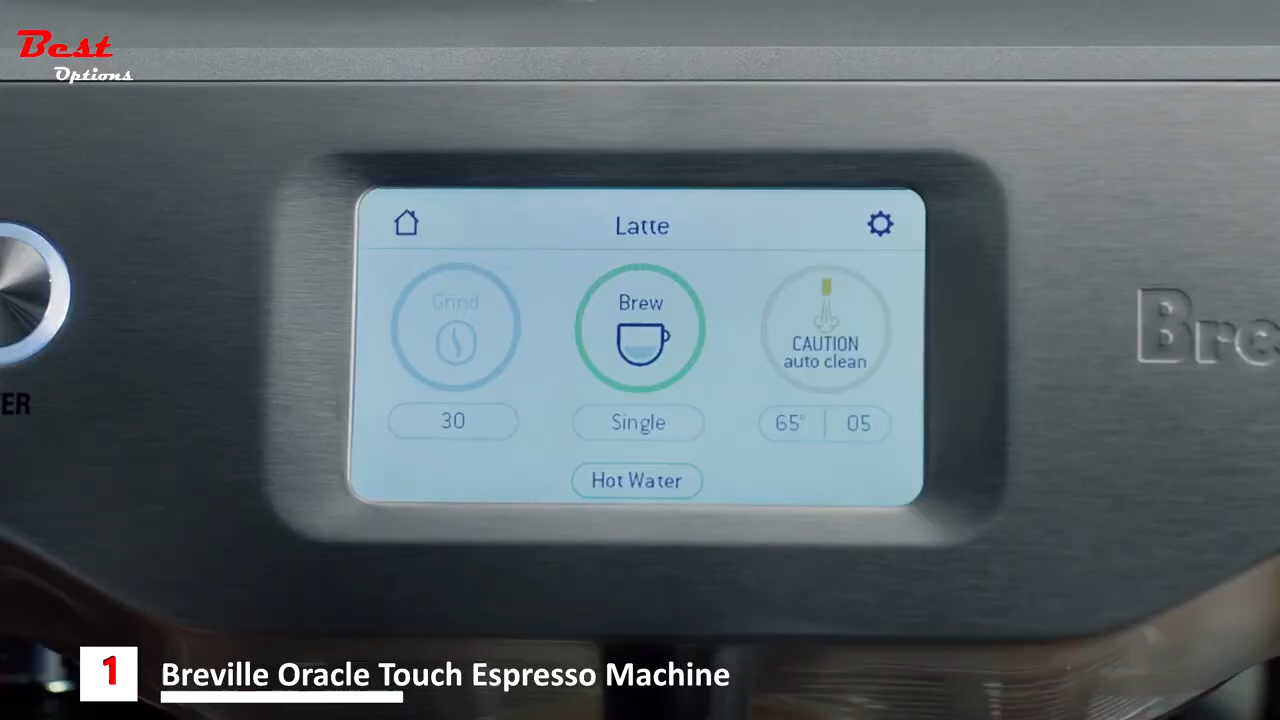 Best
Options
Latte
Grind
Brew
CAUTION
auto clean
30
Single
65° | 05
Hot Water
Bre
ER
1
Breville Oracle Touch Espresso Machine